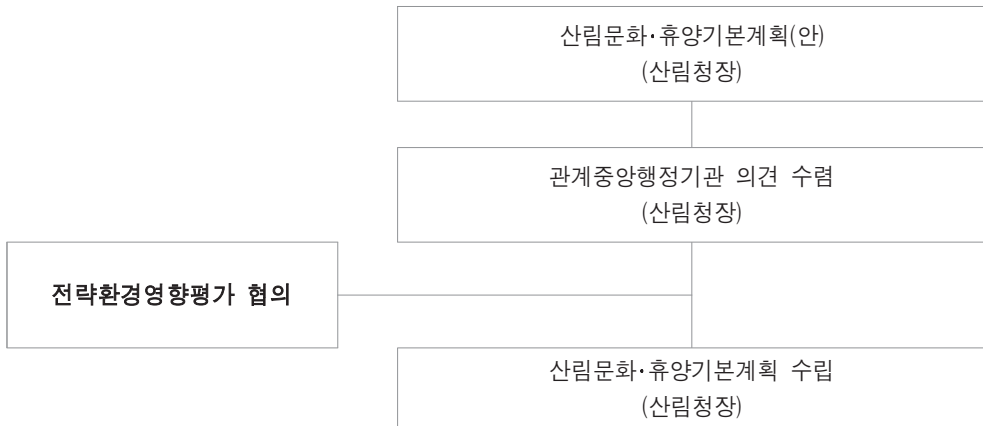 산림문화·휴양기본계획(안)
(산림청장)
관계중앙행정기관 의견 수렴
(산림청장)
전략환경영향평가 협의
산림문화·휴양기본계획 수립
(산림청장)